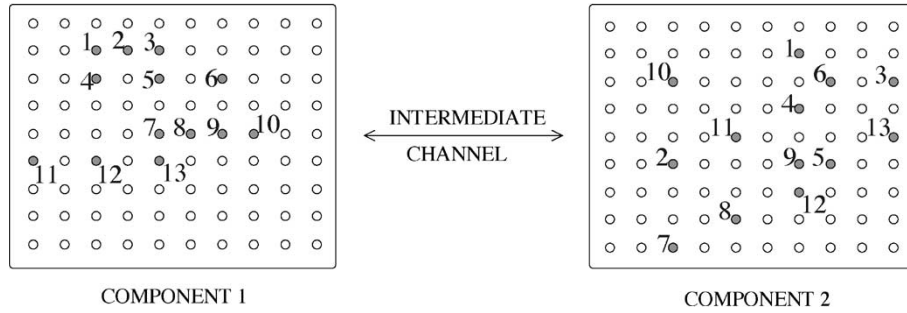 1 2 3
4 5 6
7 8 9 10
11 12 13
COMPONENT 1
INTERMEDIATE
CHANNEL
1
10 6 3
4
11 13
2 9 5
12
8
7
COMPONENT 2